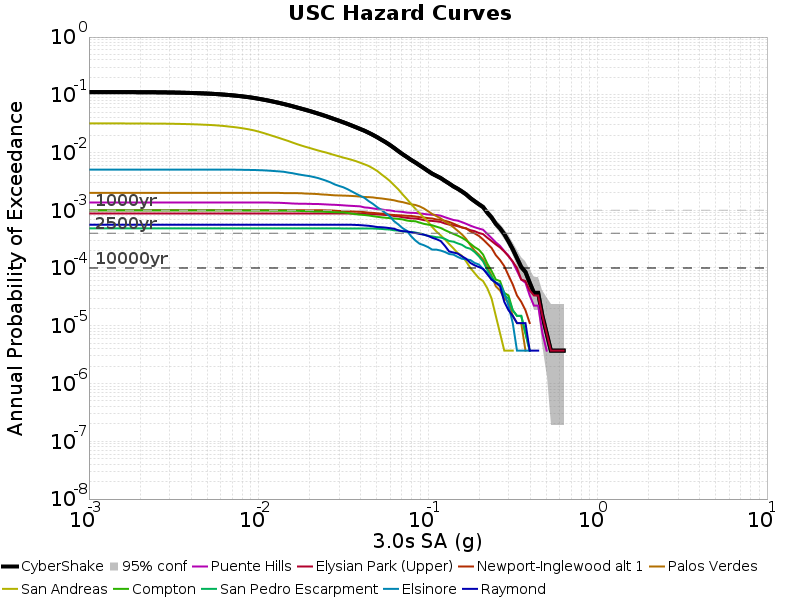 USC Hazard Curves
Annual Probability of Exceedance
10^0
10^-1
10^-2
10^-3
10^-4
10^-5
10^-6
10^-7
10^-8
1000yr
2500yr
10000yr
10^-3 10^-2 10^-1 10^0 10^1
3.0s SA (g)
CyberShake 95% conf Puente Hills Elysian Park (Upper) Newport-Inglewood alt 1 Palos Verdes
San Andreas Compton San Pedro Escarpment Elsinore Raymond